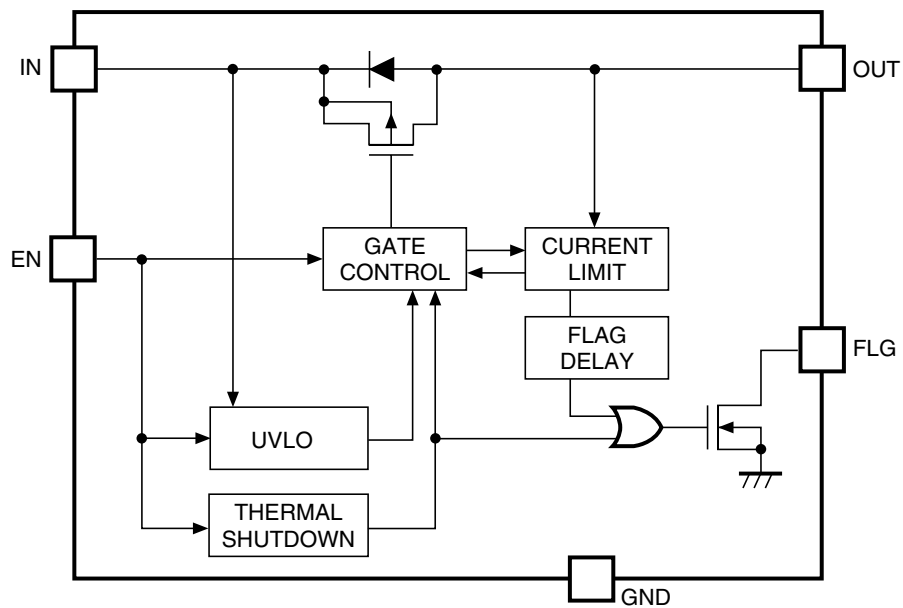 IN
OUT
EN
GATE
CONTROL
CURRENT
LIMIT
FLAG
DELAY
FLG
UVLO
THERMAL
SHUTDOWN
GND